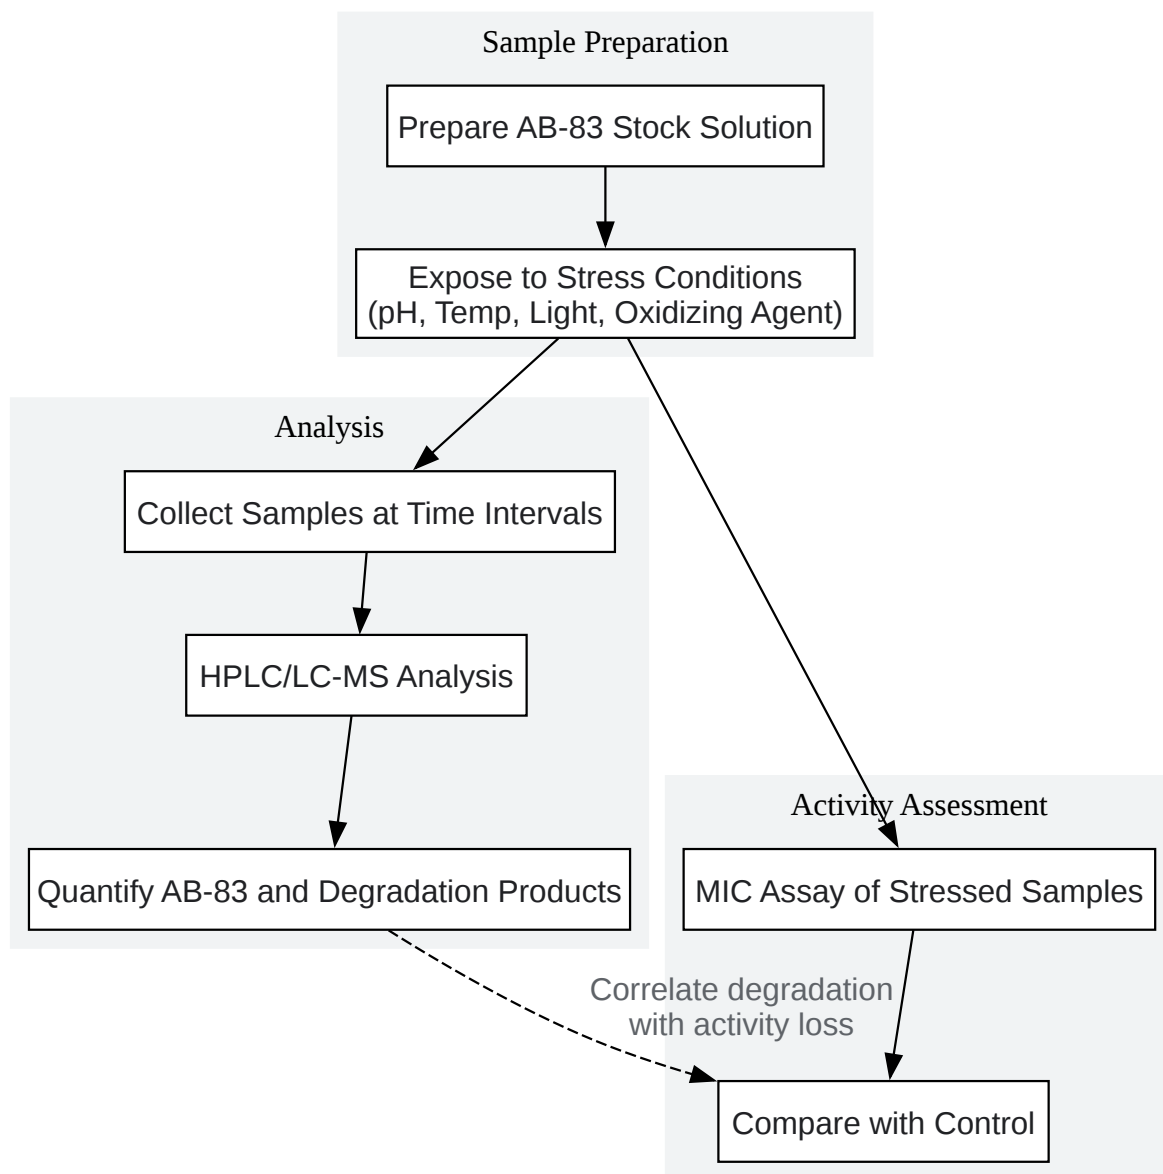 Sample Preparation
Prepare AB-83 Stock Solution
Expose to Stress Conditions
(pH, Temp, Light, Oxidizing Agent)
Analysis
Collect Samples at Time Intervals
HPLC/LC-MS Analysis
Quantify AB-83 and Degradation Products
Activity Assessment
MIC Assay of Stressed Samples
Correlate degradation
with activity loss
Compare with Control